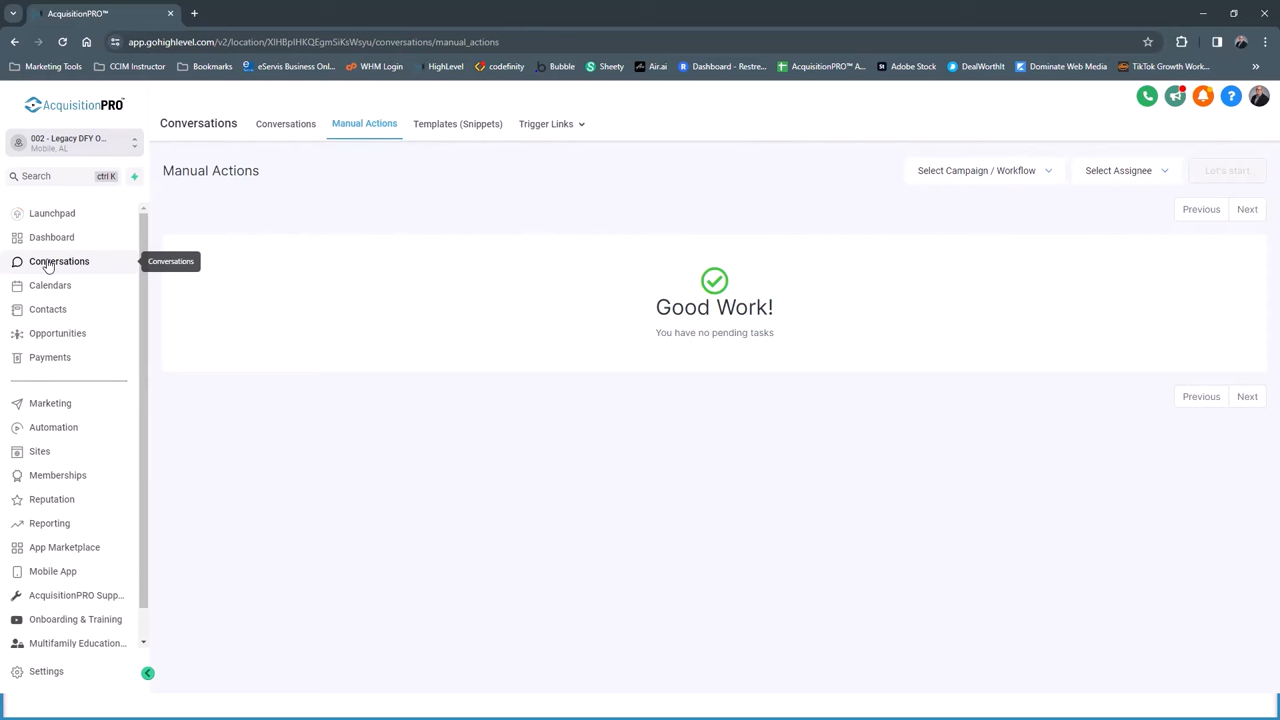 AcquisitionPRO™
app.gohighlevel.com/v2/location/XIHBpIHKQEgmSiKsWsyu/conversations/manual_actions
Marketing Tools
CCIM Instructor
Bookmarks
eServis Business Onl...
WHM Login
HighLevel
codefinity
Bubble
Sheety
Air.ai
Dashboard - Restre...
AcquisitionPRO™ A...
Adobe Stock
DealWorthIt
Dominate Web Media
TikTok Growth Work...
AcquisitionPRO™
002 - Legacy DFY O...
Mobile, AL
Search
ctrl K
Launchpad
Dashboard
Conversations
Calendars
Contacts
Opportunities
Payments
Marketing
Automation
Sites
Memberships
Reputation
Reporting
App Marketplace
Mobile App
AcquisitionPRO Supp...
Onboarding & Training
Multifamily Education...
Settings
Conversations
Conversations
Conversations
Manual Actions
Templates (Snippets)
Trigger Links
Manual Actions
Select Campaign / Workflow
Select Assignee
Let's start
Previous
Next
Good Work!
You have no pending tasks
Previous
Next